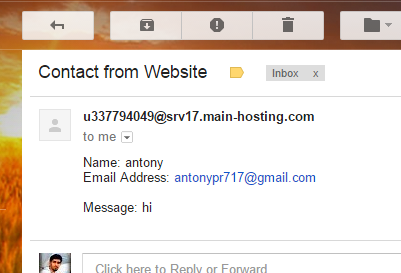 Contact from Website
Inbox x
u337794049@srv17.main-hosting.com
to me
Name: antony
Email Address: antonypr717@gmail.com
Message: hi
Click here to Reply or Forward